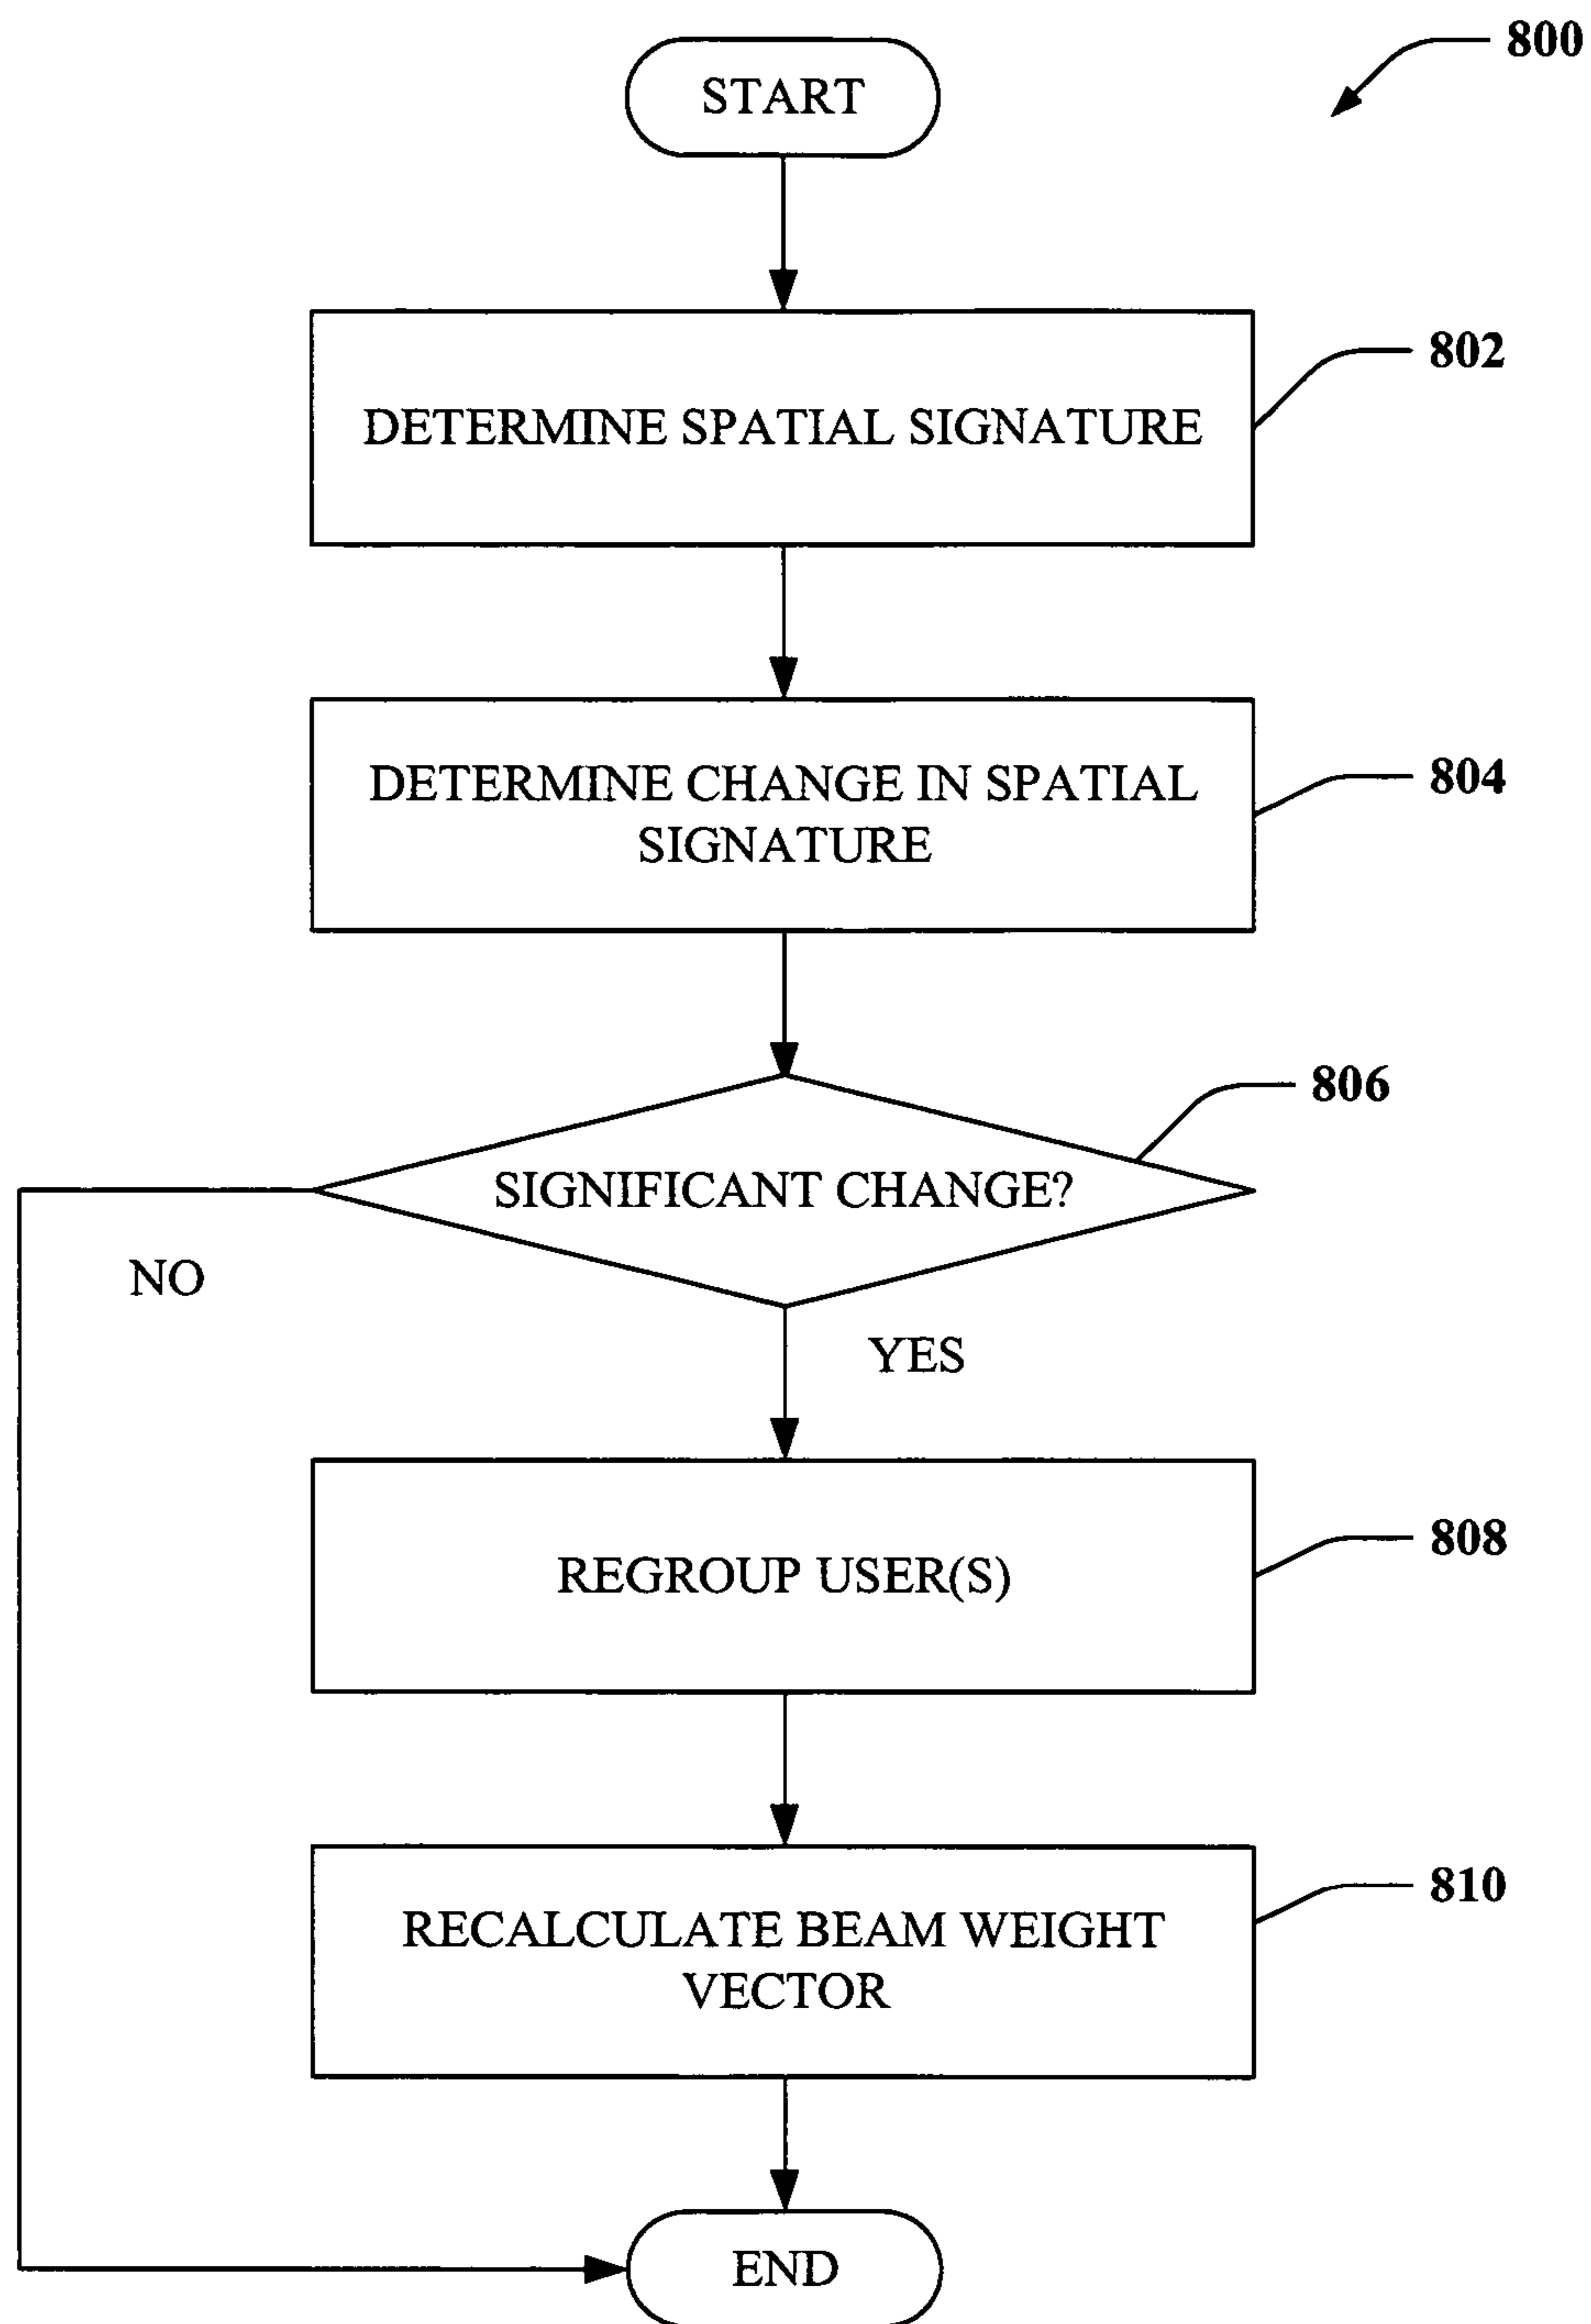 800
START
802
DETERMINE SPATIAL SIGNATURE
804
DETERMINE CHANGE IN SPATIAL
SIGNATURE
806
SIGNIFICANT CHANGE?
NO
YES
808
REGROUP USER(S)
810
RECALCULATE BEAM WEIGHT
VECTOR
END